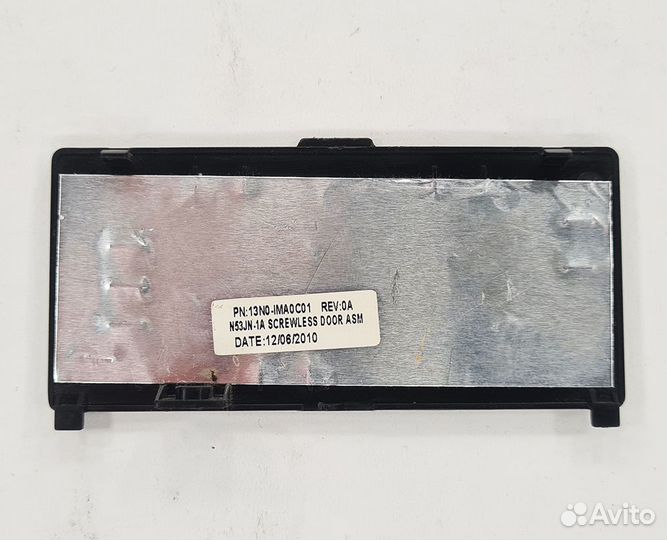 PN:13N0-IMA0C01 REV:0A
N53JN-1A SCREWLESS DOOR ASM
DATE:12/06/2010
Avito